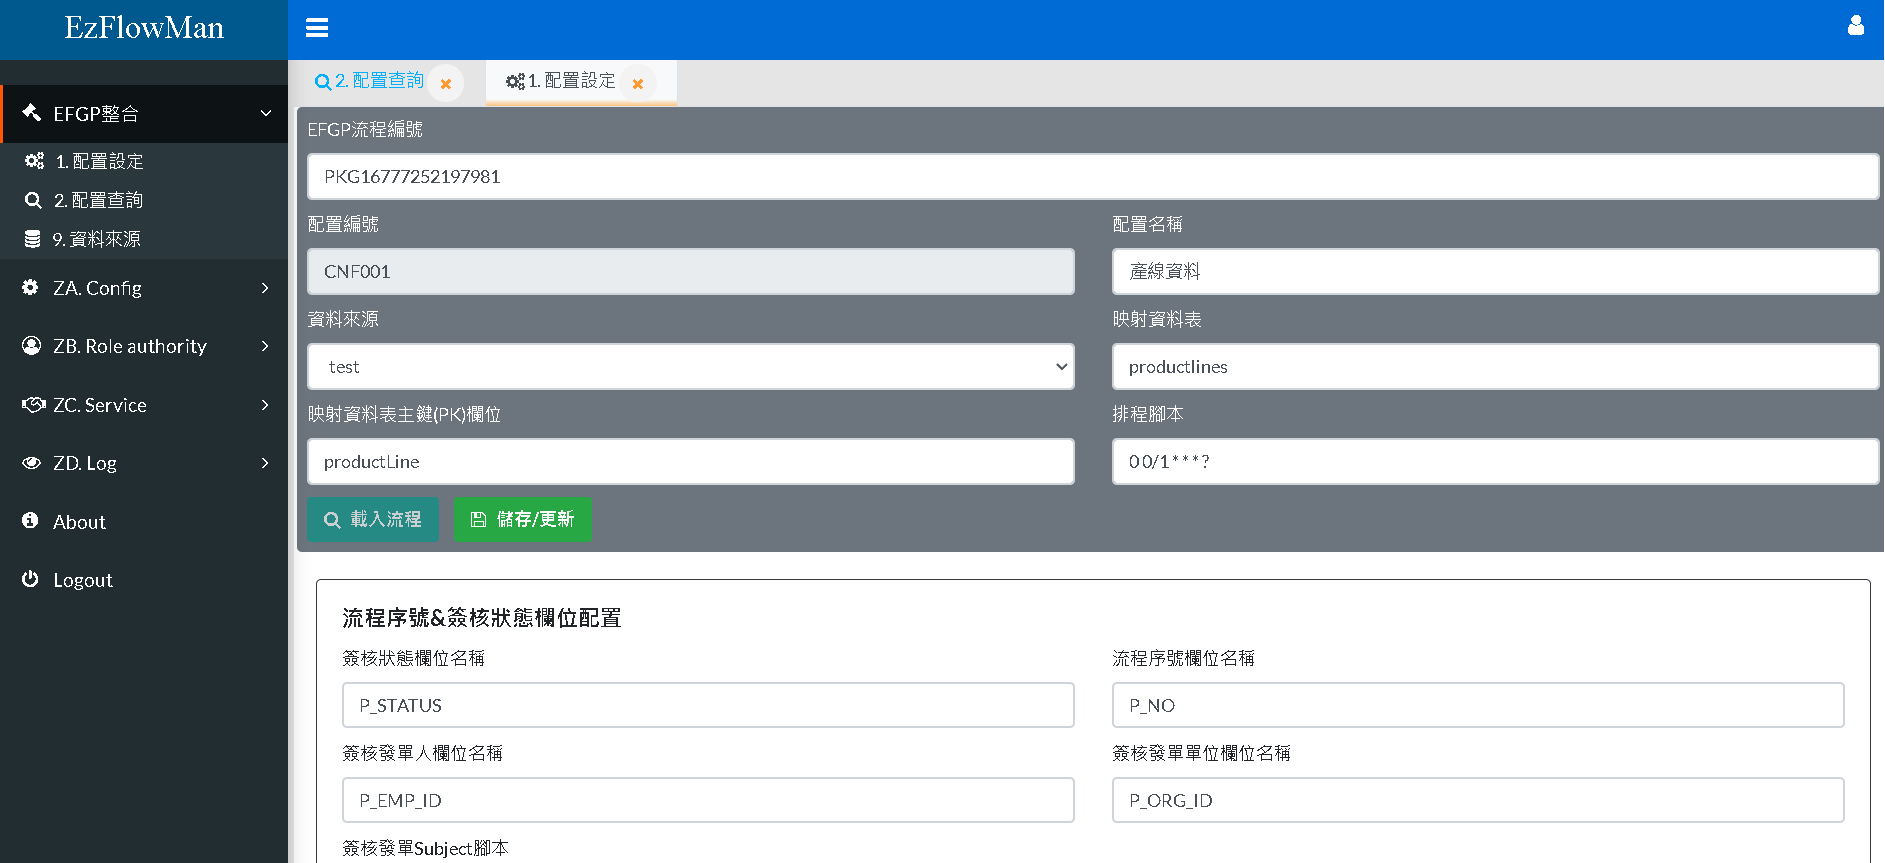 EzFlowMan
EFGP整合
1. 配置設定
2. 配置查詢
9. 資料來源
ZA. Config
ZB. Role authority
ZC. Service
ZD. Log
About
Logout
2. 配置查詢
1. 配置設定
EFGP流程編號
PKG16777252197981
配置編號
配置名稱
CNF001
產線資料
資料來源
映射資料表
test
productlines
映射資料表主鍵(PK)欄位
排程腳本
productLine
0 0/1 * * * ?
載入流程
儲存/更新
流程序號&簽核狀態欄位配置
簽核狀態欄位名稱
流程序號欄位名稱
P_STATUS
P_NO
簽核發單人欄位名稱
簽核發單單位欄位名稱
P_EMP_ID
P_ORG_ID
簽核發單Subject腳本